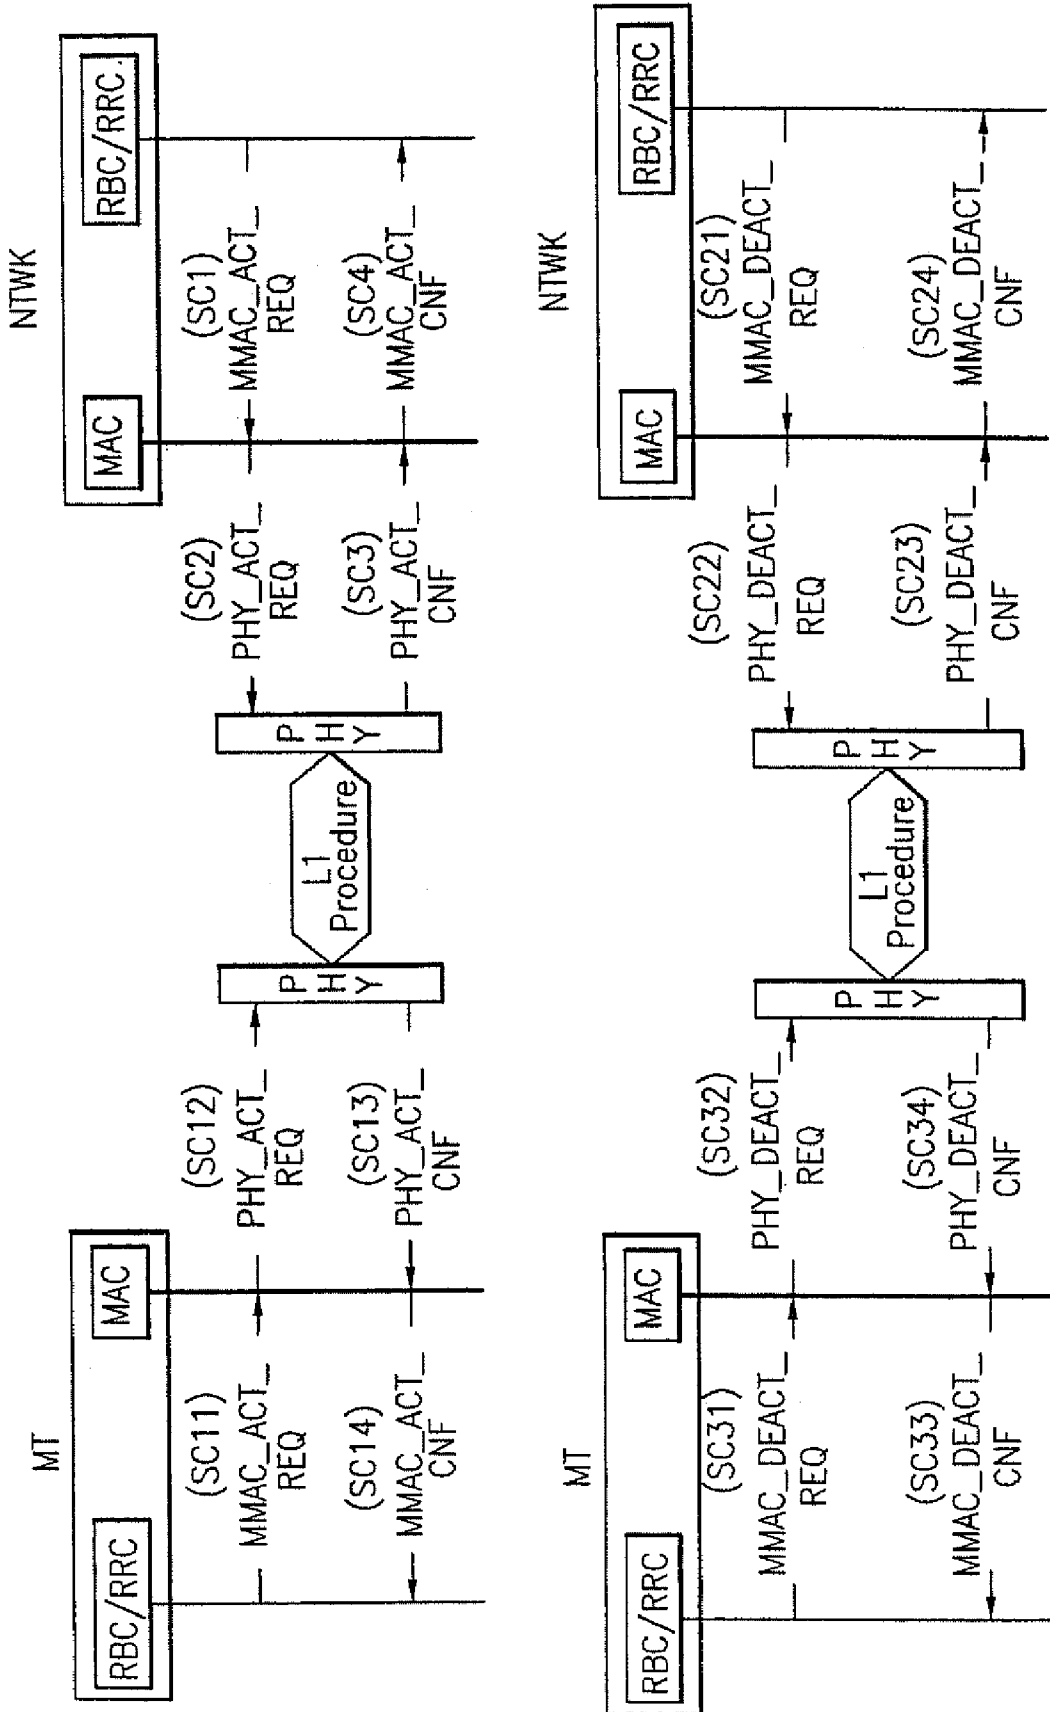 MT
NTWK
RBC/RRC
MAC
MAC
RBC/RRC.
(SC11)
MMAC_ACT_
REQ
(SC12)
PHY_ACT_
REQ
(SC2)
PHY_ACT_
REQ
(SC1)
MMAC_ACT_
REQ
PHY
L1
Procedure
PHY
(SC14)
MMAC_ACT_
CNF
(SC13)
PHY_ACT_
CNF
(SC3)
PHY_ACT_
CNF
(SC4)
MMAC_ACT_
CNF
MT
NTWK
RBC/RRC
MAC
MAC
RBC/RRC
(SC31)
MMAC_DEACT_
REQ
(SC32)
PHY_DEACT_
REQ
(SC22)
PHY_DEACT_
REQ
(SC21)
MMAC_DEACT_
REQ
PHY
L1
Procedure
PHY
(SC33)
MMAC_DEACT_
CNF
(SC34)
PHY_DEACT_
CNF
(SC23)
PHY_DEACT_
CNF
(SC24)
MMAC_DEACT_
CNF